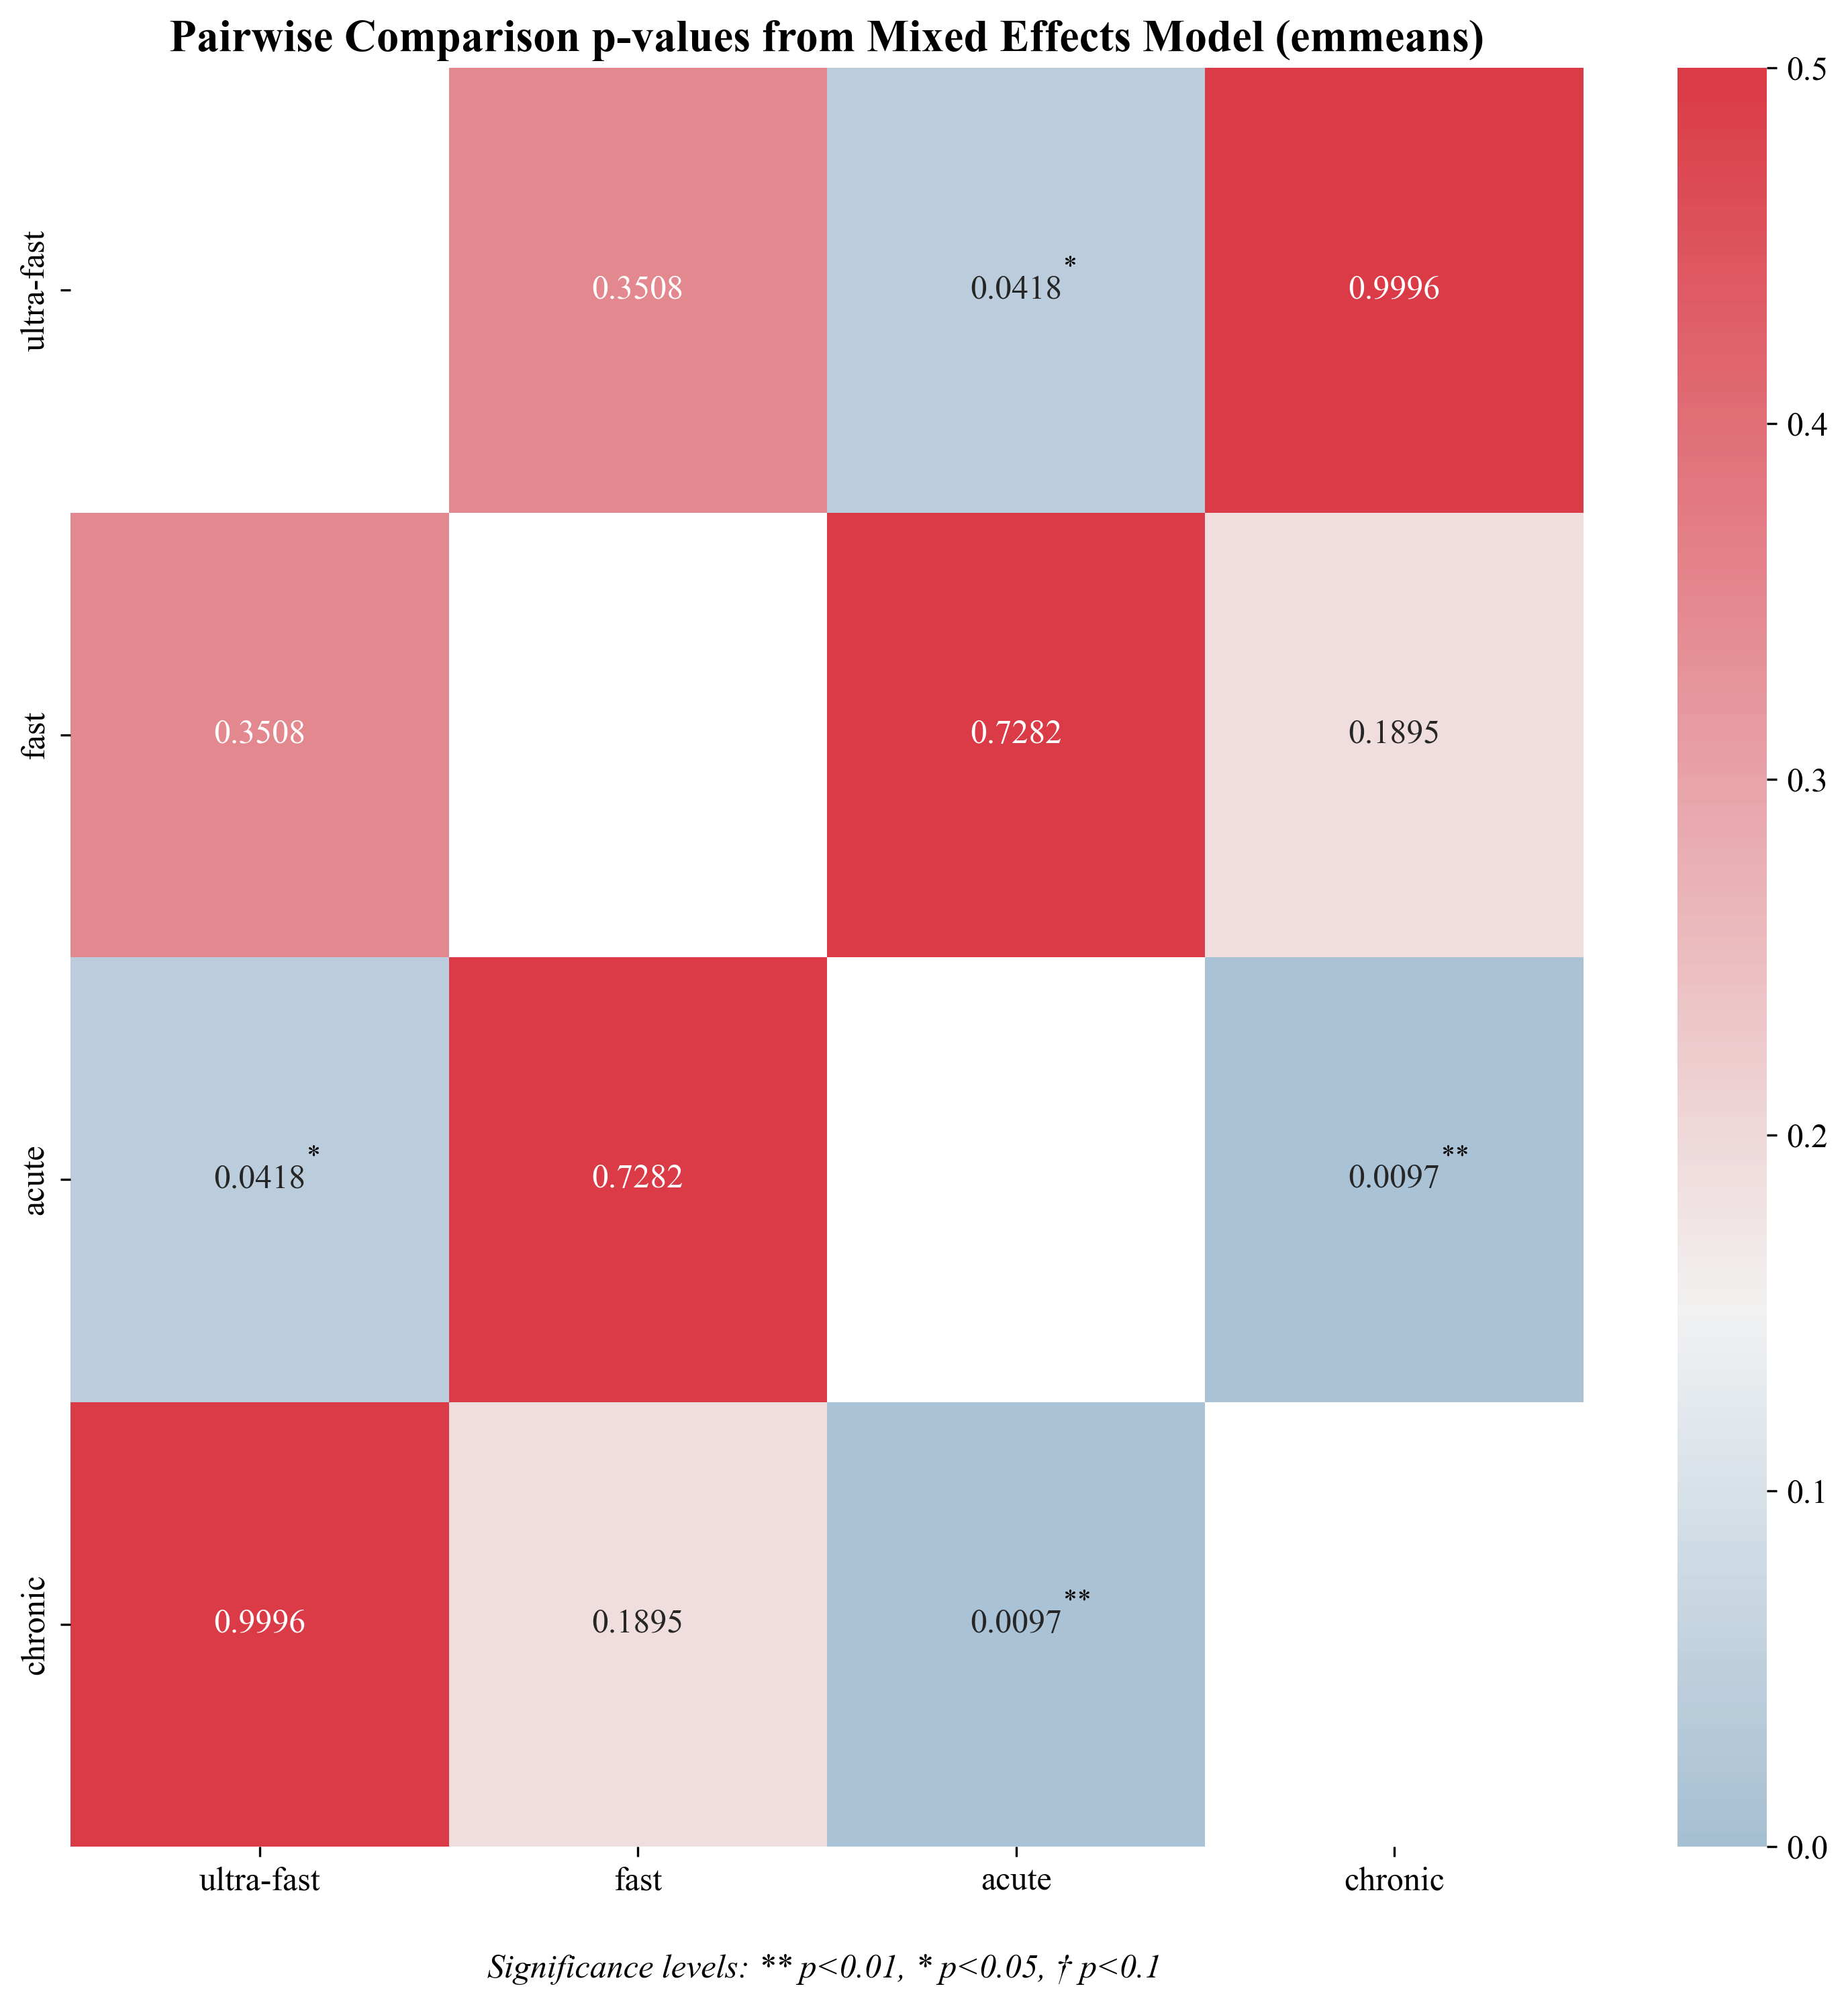 Pairwise Comparison p-values from Mixed Effects Model (emmeans)
ultra-fast
0.3508
0.0418 *
0.9996
fast
0.3508
0.7282
0.1895
acute
0.0418 *
0.7282
0.0097 **
chronic
0.9996
0.1895
0.0097 **
ultra-fast
fast
acute
chronic
0.5
0.4
0.3
0.2
0.1
0.0
Significance levels: ** p<0.01, * p<0.05, † p<0.1